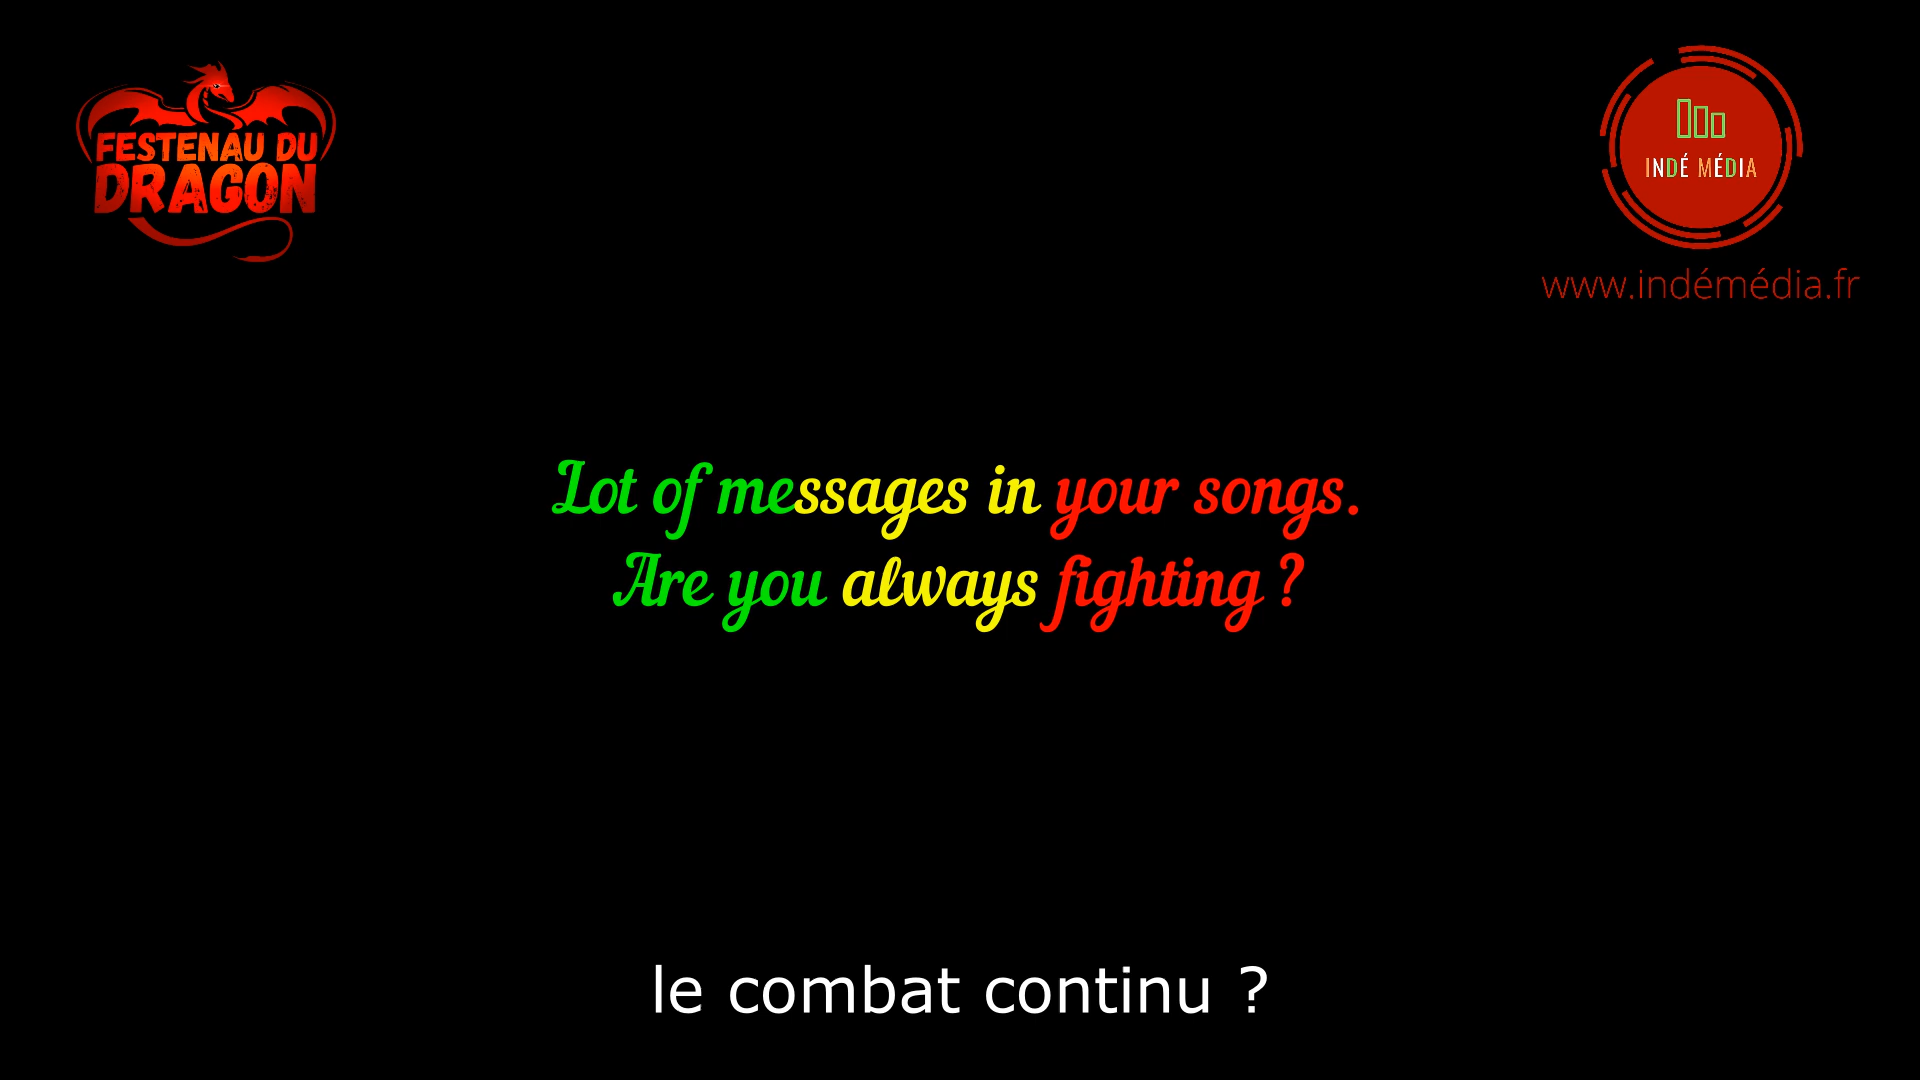 FESTENAU DU
DRAGON
INDÉ MÉDIA
www.indémédia.fr
Lot of messages in your songs.
Are you always fighting ?
le combat continu ?